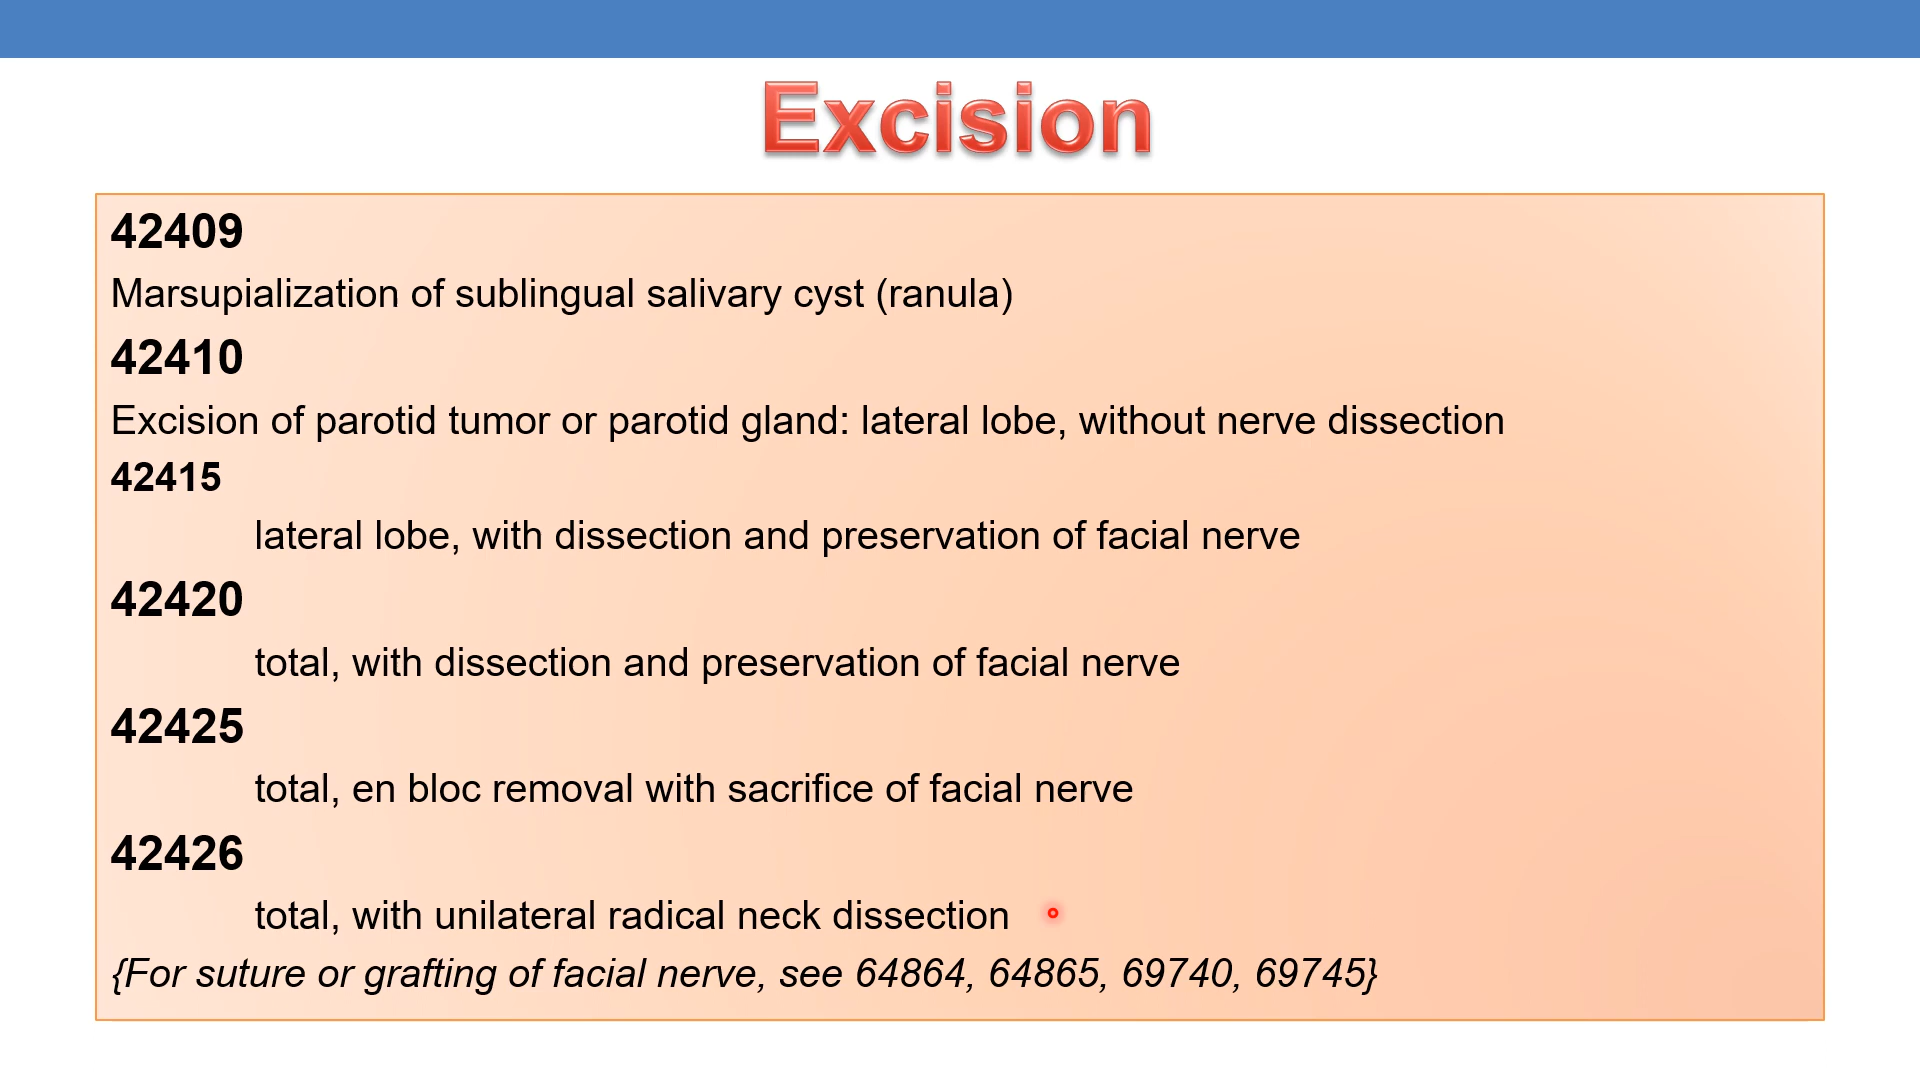 Excision
42409
Marsupialization of sublingual salivary cyst (ranula)
42410
Excision of parotid tumor or parotid gland: lateral lobe, without nerve dissection
42415
lateral lobe, with dissection and preservation of facial nerve
42420
total, with dissection and preservation of facial nerve
42425
total, en bloc removal with sacrifice of facial nerve
42426
total, with unilateral radical neck dissection
{For suture or grafting of facial nerve, see 64864, 64865, 69740, 69745}